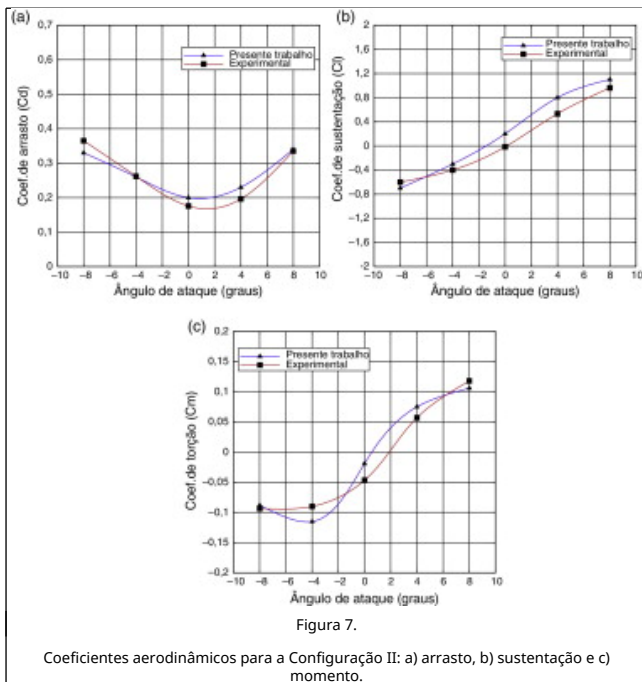 (a)
0,7
0,6
0,5
0,4
0,3
0,2
0,1
0
Coef.de arrasto (Cd)
Presente trabalho
Experimental
−10 −8 −6 −4 −2 0 2 4 6 8 10
Ângulo de ataque (graus)
(b)
2
1,6
1,2
0,8
0,4
0
−0,4
−0,8
−1,2
−1,6
−2
Coef.de sustentação (Cl)
Presente trabalho
Experimental
−10 −8 −6 −4 −2 0 2 4 6 8 10
Ângulo de ataque (graus)
(c)
0,2
0,15
0,1
0,05
0
−0,05
−0,1
−0,15
−0,2
Coef.de torção (Cm)
Presente trabalho
Experimental
−10 −8 −6 −4 −2 0 2 4 6 8 10
Ângulo de ataque (graus)
Figura 7.
Coeficientes aerodinâmicos para a Configuração II: a) arrasto, b) sustentação e c)
momento.